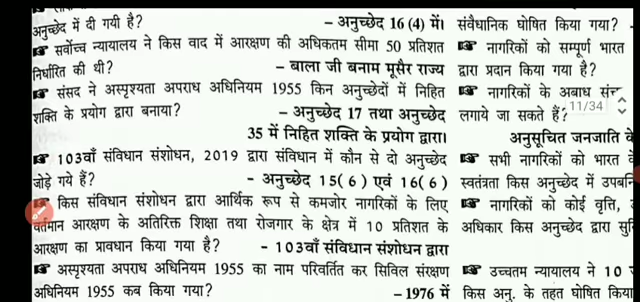 अनुच्छेद में दी गयी है? – अनुच्छेद 16 (4) में।
सर्वोच्च न्यायालय ने किस वाद में आरक्षण की अधिकतम सीमा 50 प्रतिशत
निर्धारित की थी? – बाला जी बनाम मूसैर राज्य
संसद ने अस्पृश्यता अपराध अधिनियम 1955 किन अनुच्छेदों में निहित
शक्ति के प्रयोग द्वारा बनाया? – अनुच्छेद 17 तथा अनुच्छेद
35 में निहित शक्ति के प्रयोग द्वारा।
103वाँ संविधान संशोधन, 2019 द्वारा संविधान में कौन से दो अनुच्छेद
जोड़े गये हैं? - अनुच्छेद 15( 6 ) एवं 16( 6 )
किस संविधान संशोधन द्वारा आर्थिक रूप से कमजोर नागरिकों के लिए
वर्तमान आरक्षण के अतिरिक्त शिक्षा तथा रोजगार के क्षेत्र में 10 प्रतिशत के
आरक्षण का प्रावधान किया गया है? - 103वाँ संविधान संशोधन द्वारा
अस्पृश्यता अपराध अधिनियम 1955 का नाम परिवर्तित कर सिविल संरक्षण
अधिनियम 1955 कब किया गया? – 1976 में
संवैधानिक घोषित किया गया?
नागरिकों को सम्पूर्ण भारत
द्वारा प्रदान किया गया है?
नागरिकों के अबाध
लगाये जा सकते हैं?
11/34
अनुसूचित जनजाति के
सभी नागरिकों को भारत के
स्वतंत्रता किस अनुच्छेद में
नागरिकों को कोई वृत्ति,
अधिकार किस अनुच्छेद द्वारा
उच्चतम न्यायालय ने 10
किस अनु. के तहत घोषित किया